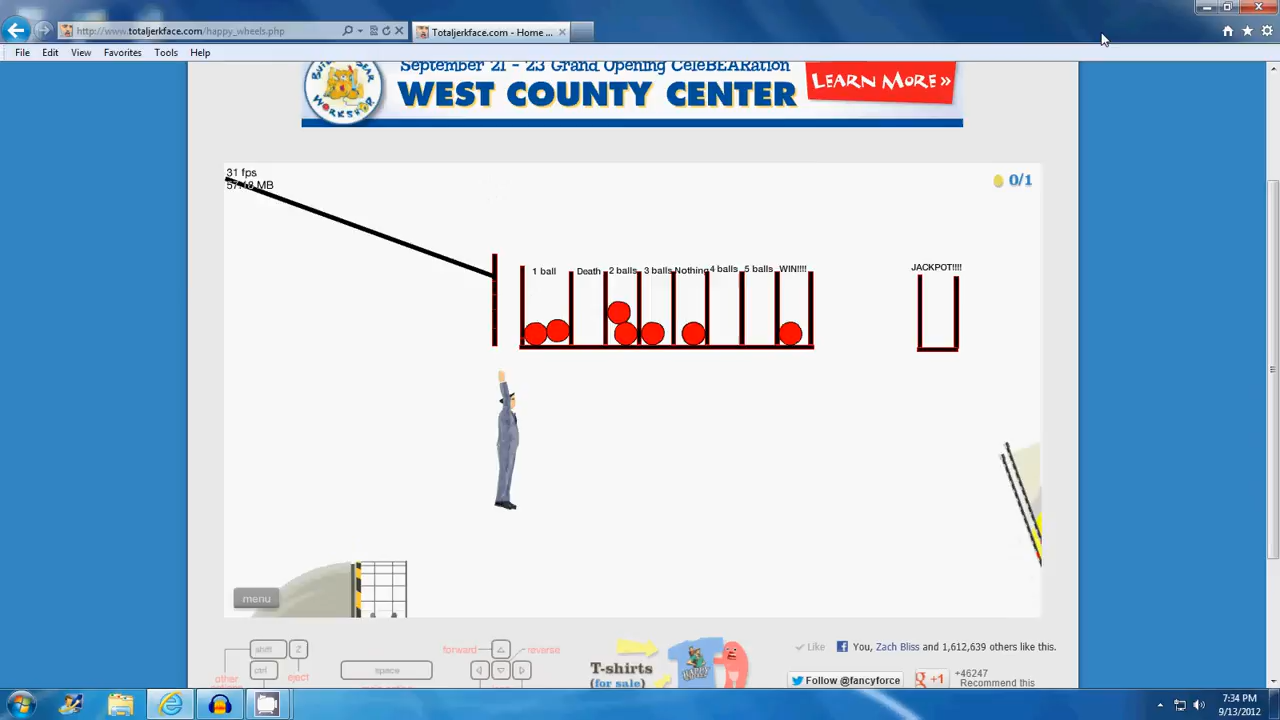 http://www.totaljerkface.com/happy_wheels.php
Totaljerkface.com - Home ...
File Edit View Favorites Tools Help
September 21 - 23 Grand Opening CeleBEARation
WEST COUNTY CENTER
LEARN MORE»
WORKSHOP
31 fps
MB
0/1
1 ball Death 2 balls 3 balls Nothing 4 balls 5 balls WIN!!!!
JACKPOT!!!!
menu
shift Z
ctrl eject
other
space
forward reverse
T-shirts
(for sale)
Like You, Zach Bliss and 1,612,639 others like this.
Follow @fancyforce
g +1 +46247
Recommend this
7:34 PM
9/13/2012